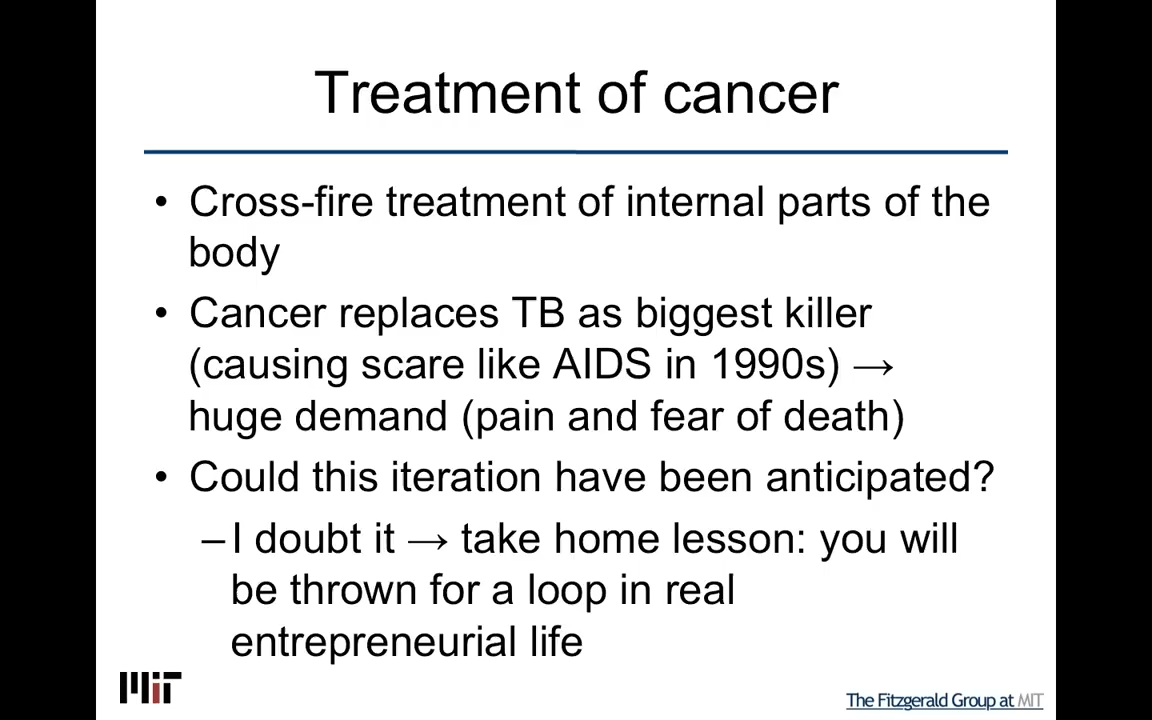 Treatment of cancer
• Cross-fire treatment of internal parts of the
body
• Cancer replaces TB as biggest killer
(causing scare like AIDS in 1990s) →
huge demand (pain and fear of death)
• Could this iteration have been anticipated?
– I doubt it → take home lesson: you will
be thrown for a loop in real
entrepreneurial life
MIT
The Fitzgerald Group at MIT